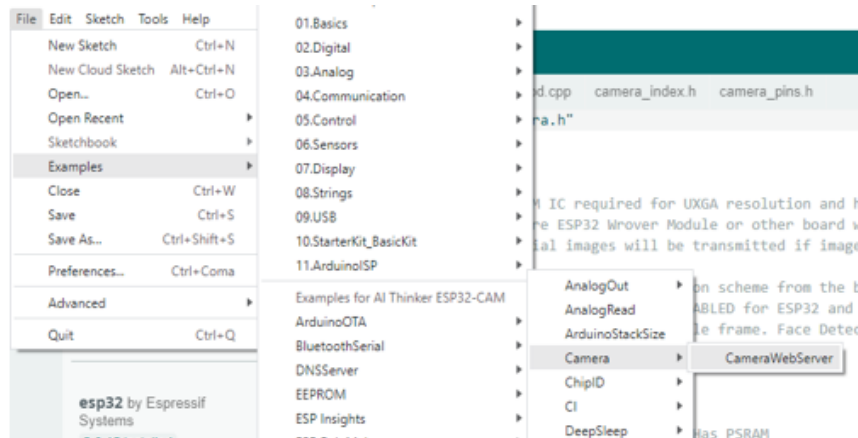 File Edit Sketch Tools Help
New Sketch Ctrl+N
New Cloud Sketch Alt+Ctrl+N
Open... Ctrl+O
Open Recent
Sketchbook
Examples
Close Ctrl+W
Save Ctrl+S
Save As... Ctrl+Shift+S
Preferences... Ctrl+Coma
Advanced
Quit Ctrl+Q
esp32 by Espressif
Systems
01.Basics
02.Digital
03.Analog
04.Communication
05.Control
06.Sensors
07.Display
08.Strings
09.USB
10.StarterKit_BasicKit
11.ArduinoISP
Examples for AI Thinker ESP32-CAM
ArduinoOTA
BluetoothSerial
DNSServer
EEPROM
ESP Insights
AnalogOut
AnalogRead
ArduinoStackSize
Camera
ChipID
CI
DeepSleep
CameraWebServer
d.cpp camera_index.h camera_pins.h
ra.h"
M IC required for UXGA resolution and h
re ESP32 Wrover Module or other board w
ial images will be transmitted if image
on scheme from the b
ABLED for ESP32 and
le frame. Face Detec
Has PSRAM